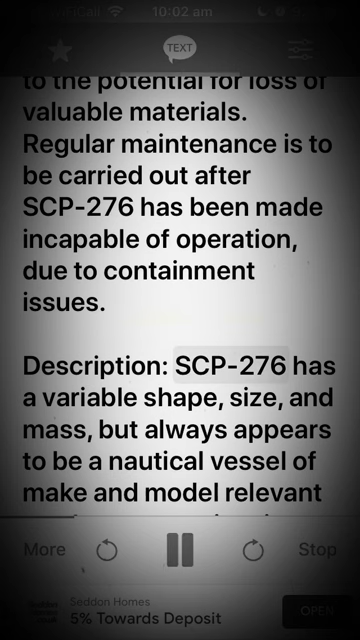 10:02 am
TEXT
to the potential for loss of
valuable materials.
Regular maintenance is to
be carried out after
SCP-276 has been made
incapable of operation,
due to containment
issues.
Description: SCP-276 has
a variable shape, size, and
mass, but always appears
to be a nautical vessel of
make and model relevant
More
Stop
Seddon Homes
5% Towards Deposit
OPEN